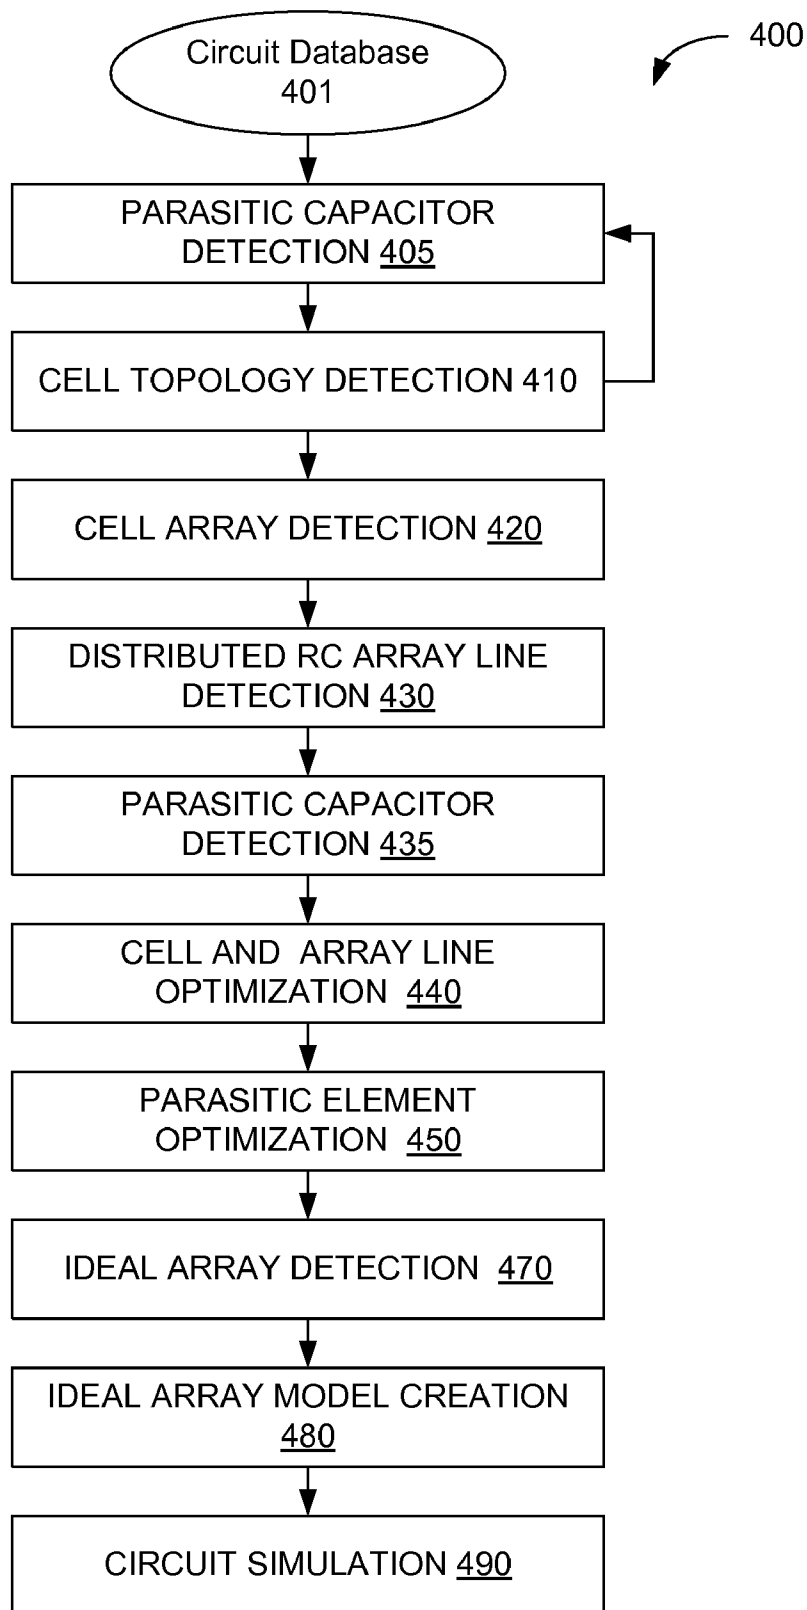 400
Circuit Database
401
PARASITIC CAPACITOR
DETECTION 405
CELL TOPOLOGY DETECTION 410
CELL ARRAY DETECTION 420
DISTRIBUTED RC ARRAY LINE
DETECTION 430
PARASITIC CAPACITOR
DETECTION 435
CELL AND ARRAY LINE
OPTIMIZATION 440
PARASITIC ELEMENT
OPTIMIZATION 450
IDEAL ARRAY DETECTION 470
IDEAL ARRAY MODEL CREATION
480
CIRCUIT SIMULATION 490